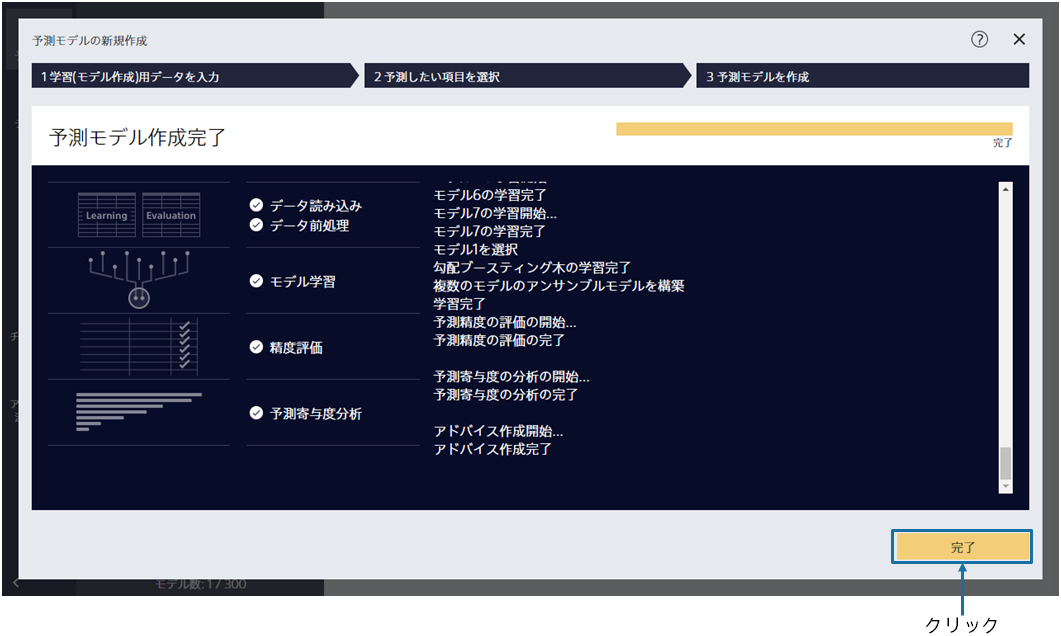 予測モデルの新規作成
?
1 学習(モデル作成)用データを入力
2 予測したい項目を選択
3 予測モデルを作成
予測モデル作成完了
完了
Learning
Evaluation
データ読み込み
データ前処理
モデル学習
精度評価
予測寄与度分析
モデル6の学習完了
モデル7の学習開始...
モデル7の学習完了
モデル1を選択
勾配ブースティング木の学習完了
複数のモデルのアンサンブルモデルを構築
学習完了
予測精度の評価の開始...
予測精度の評価の完了
予測寄与度の分析の開始...
予測寄与度の分析の完了
アドバイス作成開始...
アドバイス作成完了
完了
モデル数: 1 / 300
クリック